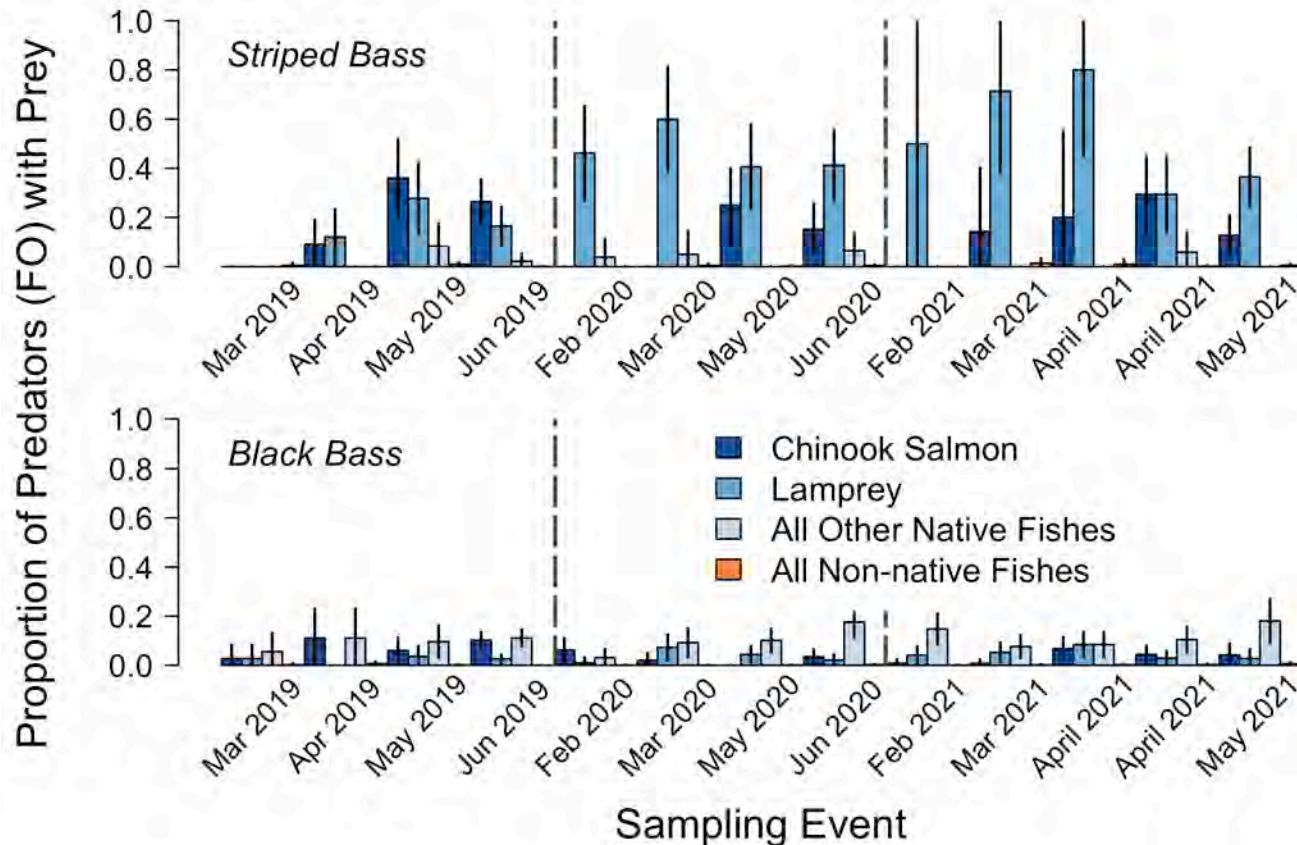 Proportion of Predators (FO) with Prey
1.0
0.8
0.6
0.4
0.2
0.0
Striped Bass
Mar 2019
Apr 2019
May 2019
Jun 2019
Feb 2020
Mar 2020
May 2020
Jun 2020
Feb 2021
Mar 2021
April 2021
April 2021
May 2021
1.0
0.8
0.6
0.4
0.2
0.0
Black Bass
Chinook Salmon
Lamprey
All Other Native Fishes
All Non-native Fishes
Mar 2019
Apr 2019
May 2019
Jun 2019
Feb 2020
Mar 2020
May 2020
Jun 2020
Feb 2021
Mar 2021
April 2021
April 2021
May 2021
Sampling Event